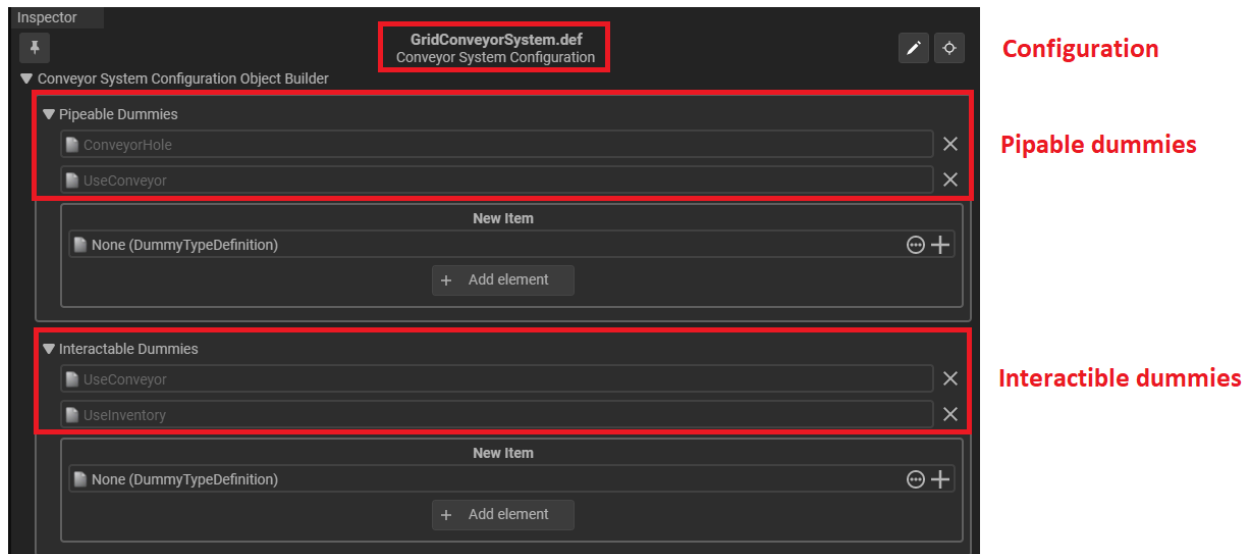 Inspector
GridConveyorSystem.def
Conveyor System Configuration
Configuration
Conveyor System Configuration Object Builder
Pipeable Dummies
ConveyorHole
Pipable dummies
UseConveyor
New Item
None (DummyTypeDefinition)
+ Add element
Interactable Dummies
UseConveyor
Interactible dummies
UseInventory
New Item
None (DummyTypeDefinition)
+ Add element